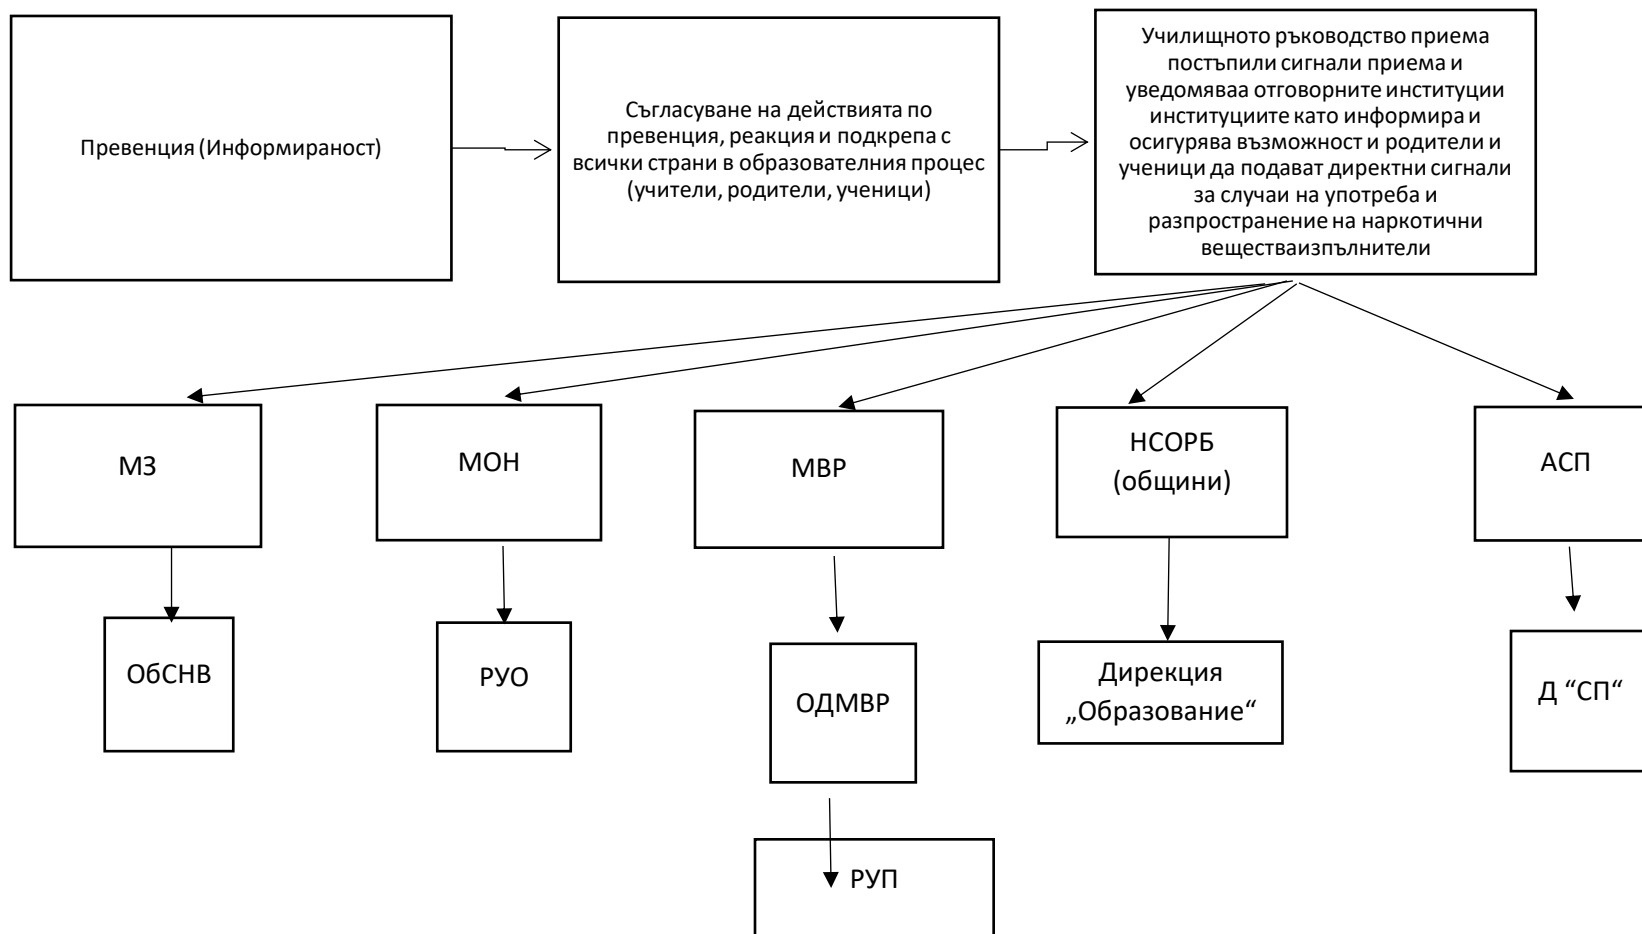 Превенция (Информираност)
Съгласуване на действията по
превенция, реакция и подкрепа с
всички страни в образователния процес
(учители, родители, ученици)
Училищното ръководство приема
постъпили сигнали приема и
уведомяваа отговорните институции
институциите като информира и
осигурява възможност и родители и
ученици да подават директни сигнали
за случаи на употреба и
разпространение на наркотични
веществаизпълнители
МЗ
МОН
МВР
НСОРБ
(общини)
АСП
ОбСНВ
РУО
ОДМВР
Дирекция
„Образование“
Д “СП“
РУП